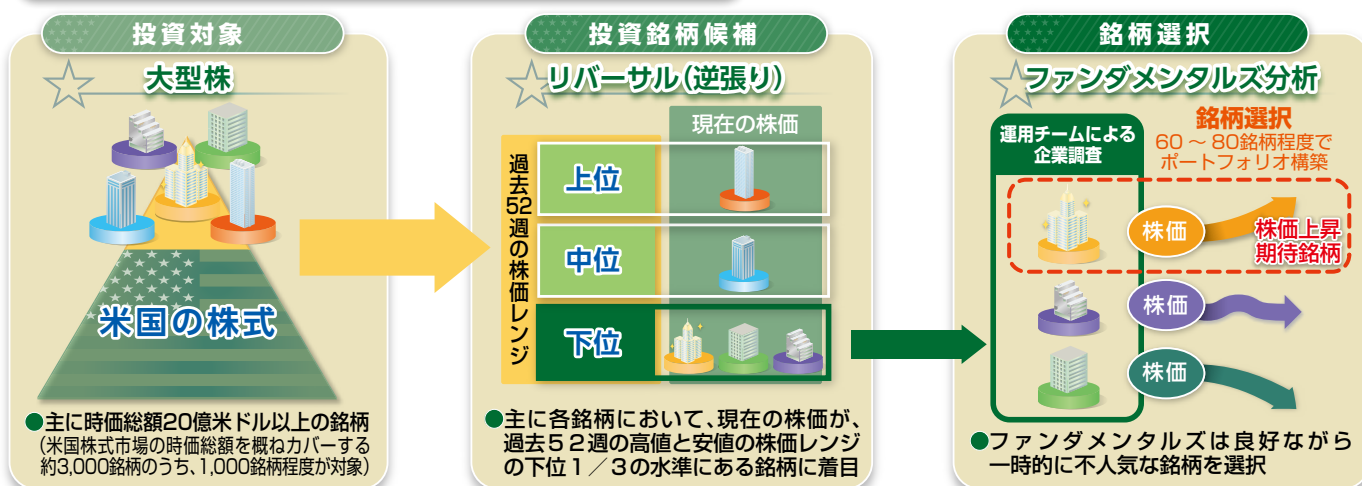 投資対象
大型株
米国の株式
●主に時価総額20億米ドル以上の銘柄
(米国株式市場の時価総額を概ねカバーする
約3,000銘柄のうち、1,000銘柄程度が対象)
投資銘柄候補
リバーサル(逆張り)
現在の株価
過去52週の株価レンジ
上位
中位
下位
●主に各銘柄において、現在の株価が、
過去52週の高値と安値の株価レンジ
の下位1/3の水準にある銘柄に着目
銘柄選択
ファンダメンタルズ分析
運用チームによる
企業調査
銘柄選択
60~80銘柄程度で
ポートフォリオ構築
株価
株価上昇
期待銘柄
株価
株価
●ファンダメンタルズは良好ながら
一時的に不人気な銘柄を選択